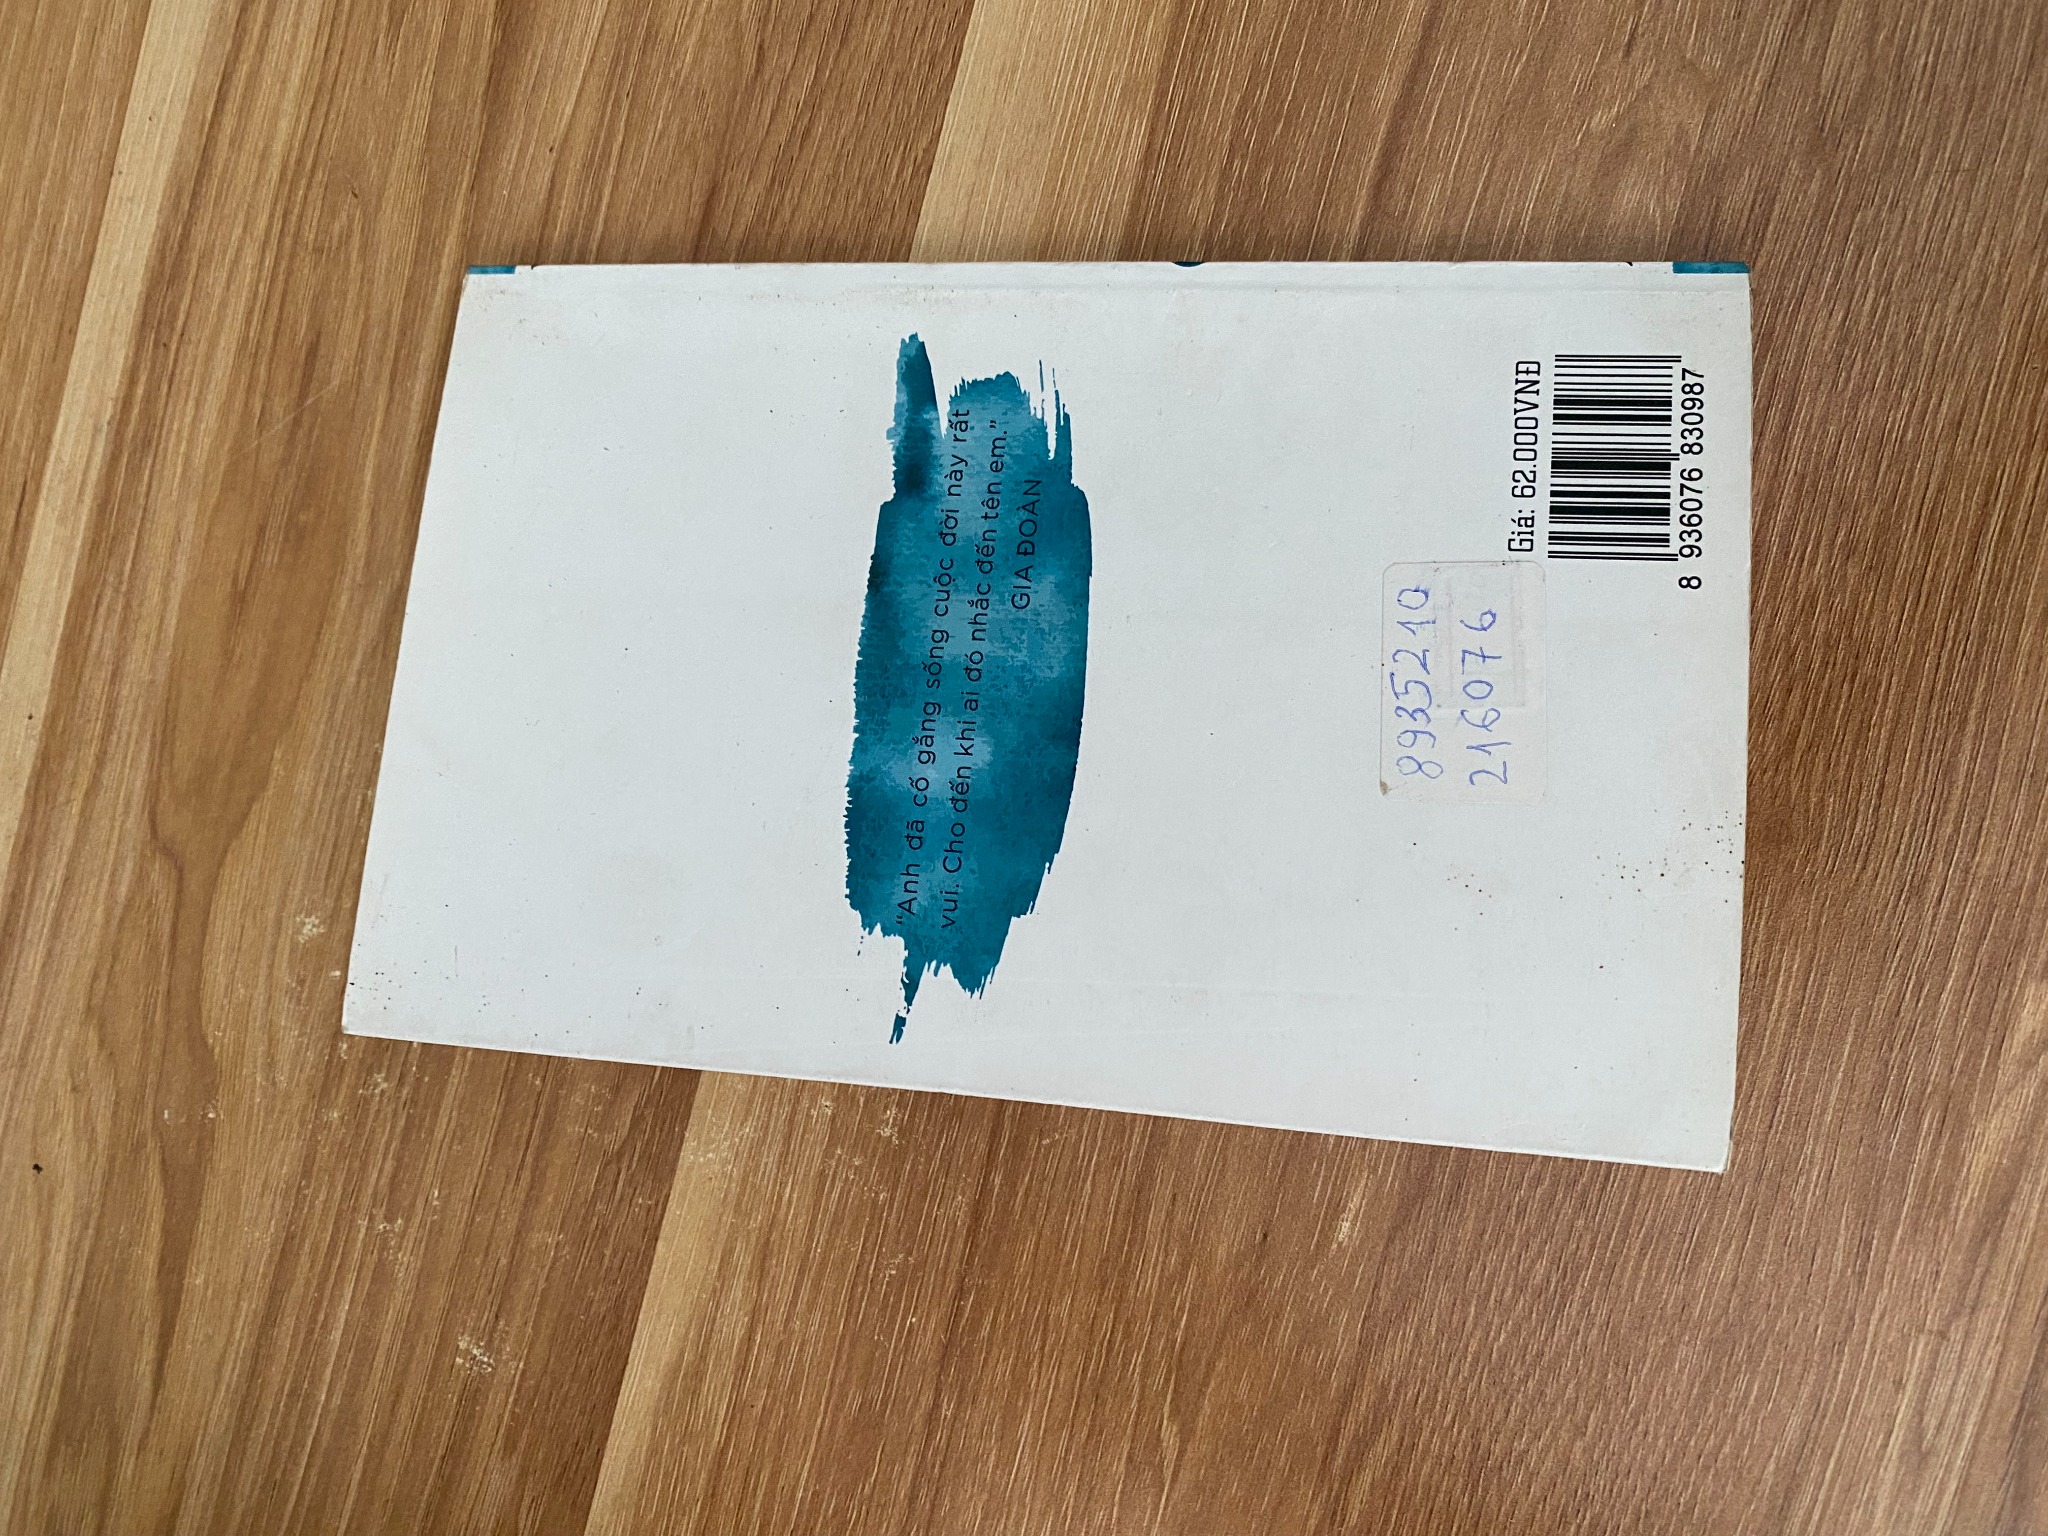 “Anh đã cố gắng sống cuộc đời này rất
vui. Cho đến khi ai đó nhắc đến tên em.”
GIA ĐOÀN
8935210
216076
Giá: 62.000VNĐ
8 936076 830987